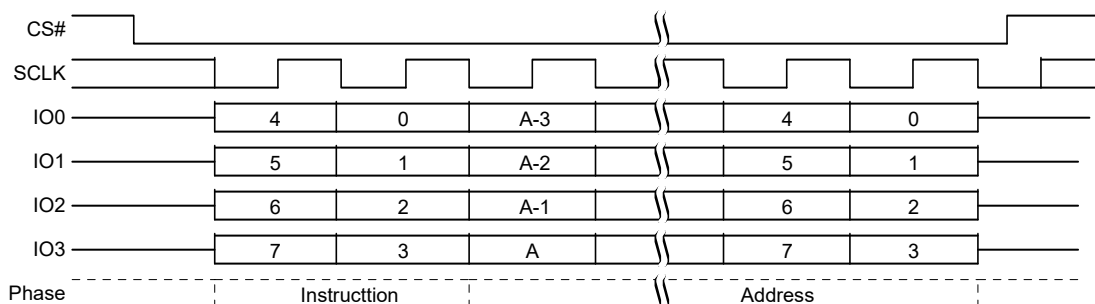 CS#
SCLK
IO0 4 0 A-3 4 0
IO1 5 1 A-2 5 1
IO2 6 2 A-1 6 2
IO3 7 3 A 7 3
Phase Instructtion Address